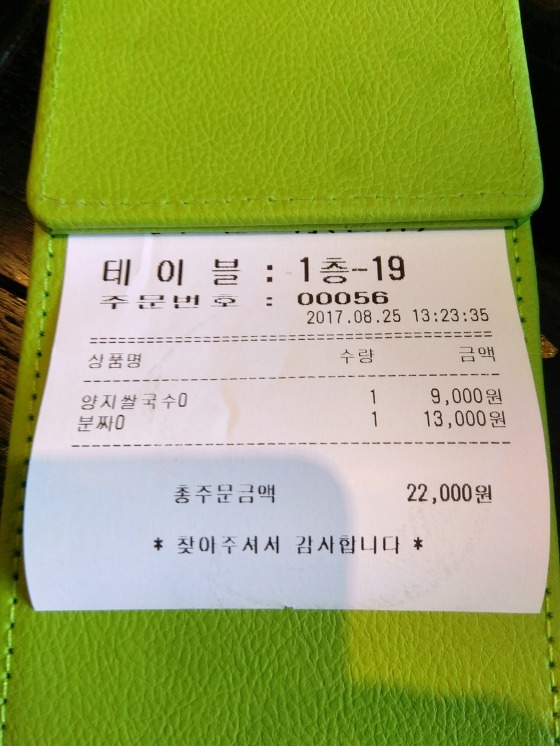 테이블 : 1층-19
주문번호 : 00056
2017.08.25 13:23:35
상품명 수량 금액
양지쌀국수0 1 9,000원
분짜0 1 13,000원
총주문금액 22,000원
* 찾아주셔서 감사합니다 *